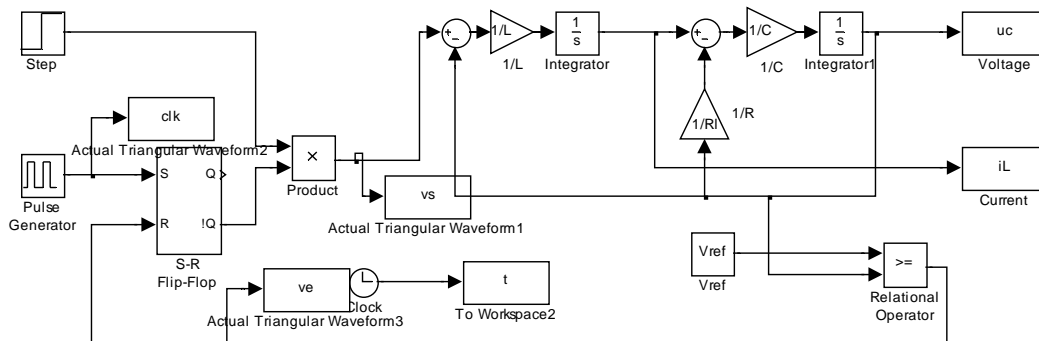 Step
clk
Actual Triangular Waveform2
Pulse
Generator
S
Q
R
!Q
S-R
Flip-Flop
×
Product
vs
Actual Triangular Waveform1
ve
Actual Triangular Waveform3
Clock
t
To Workspace2
+
−
1/L
1/L
1
s
Integrator
+
−
1/C
1/C
1
s
Integrator1
1/RI
1/R
uc
Voltage
iL
Current
Vref
Vref
>=
Relational
Operator